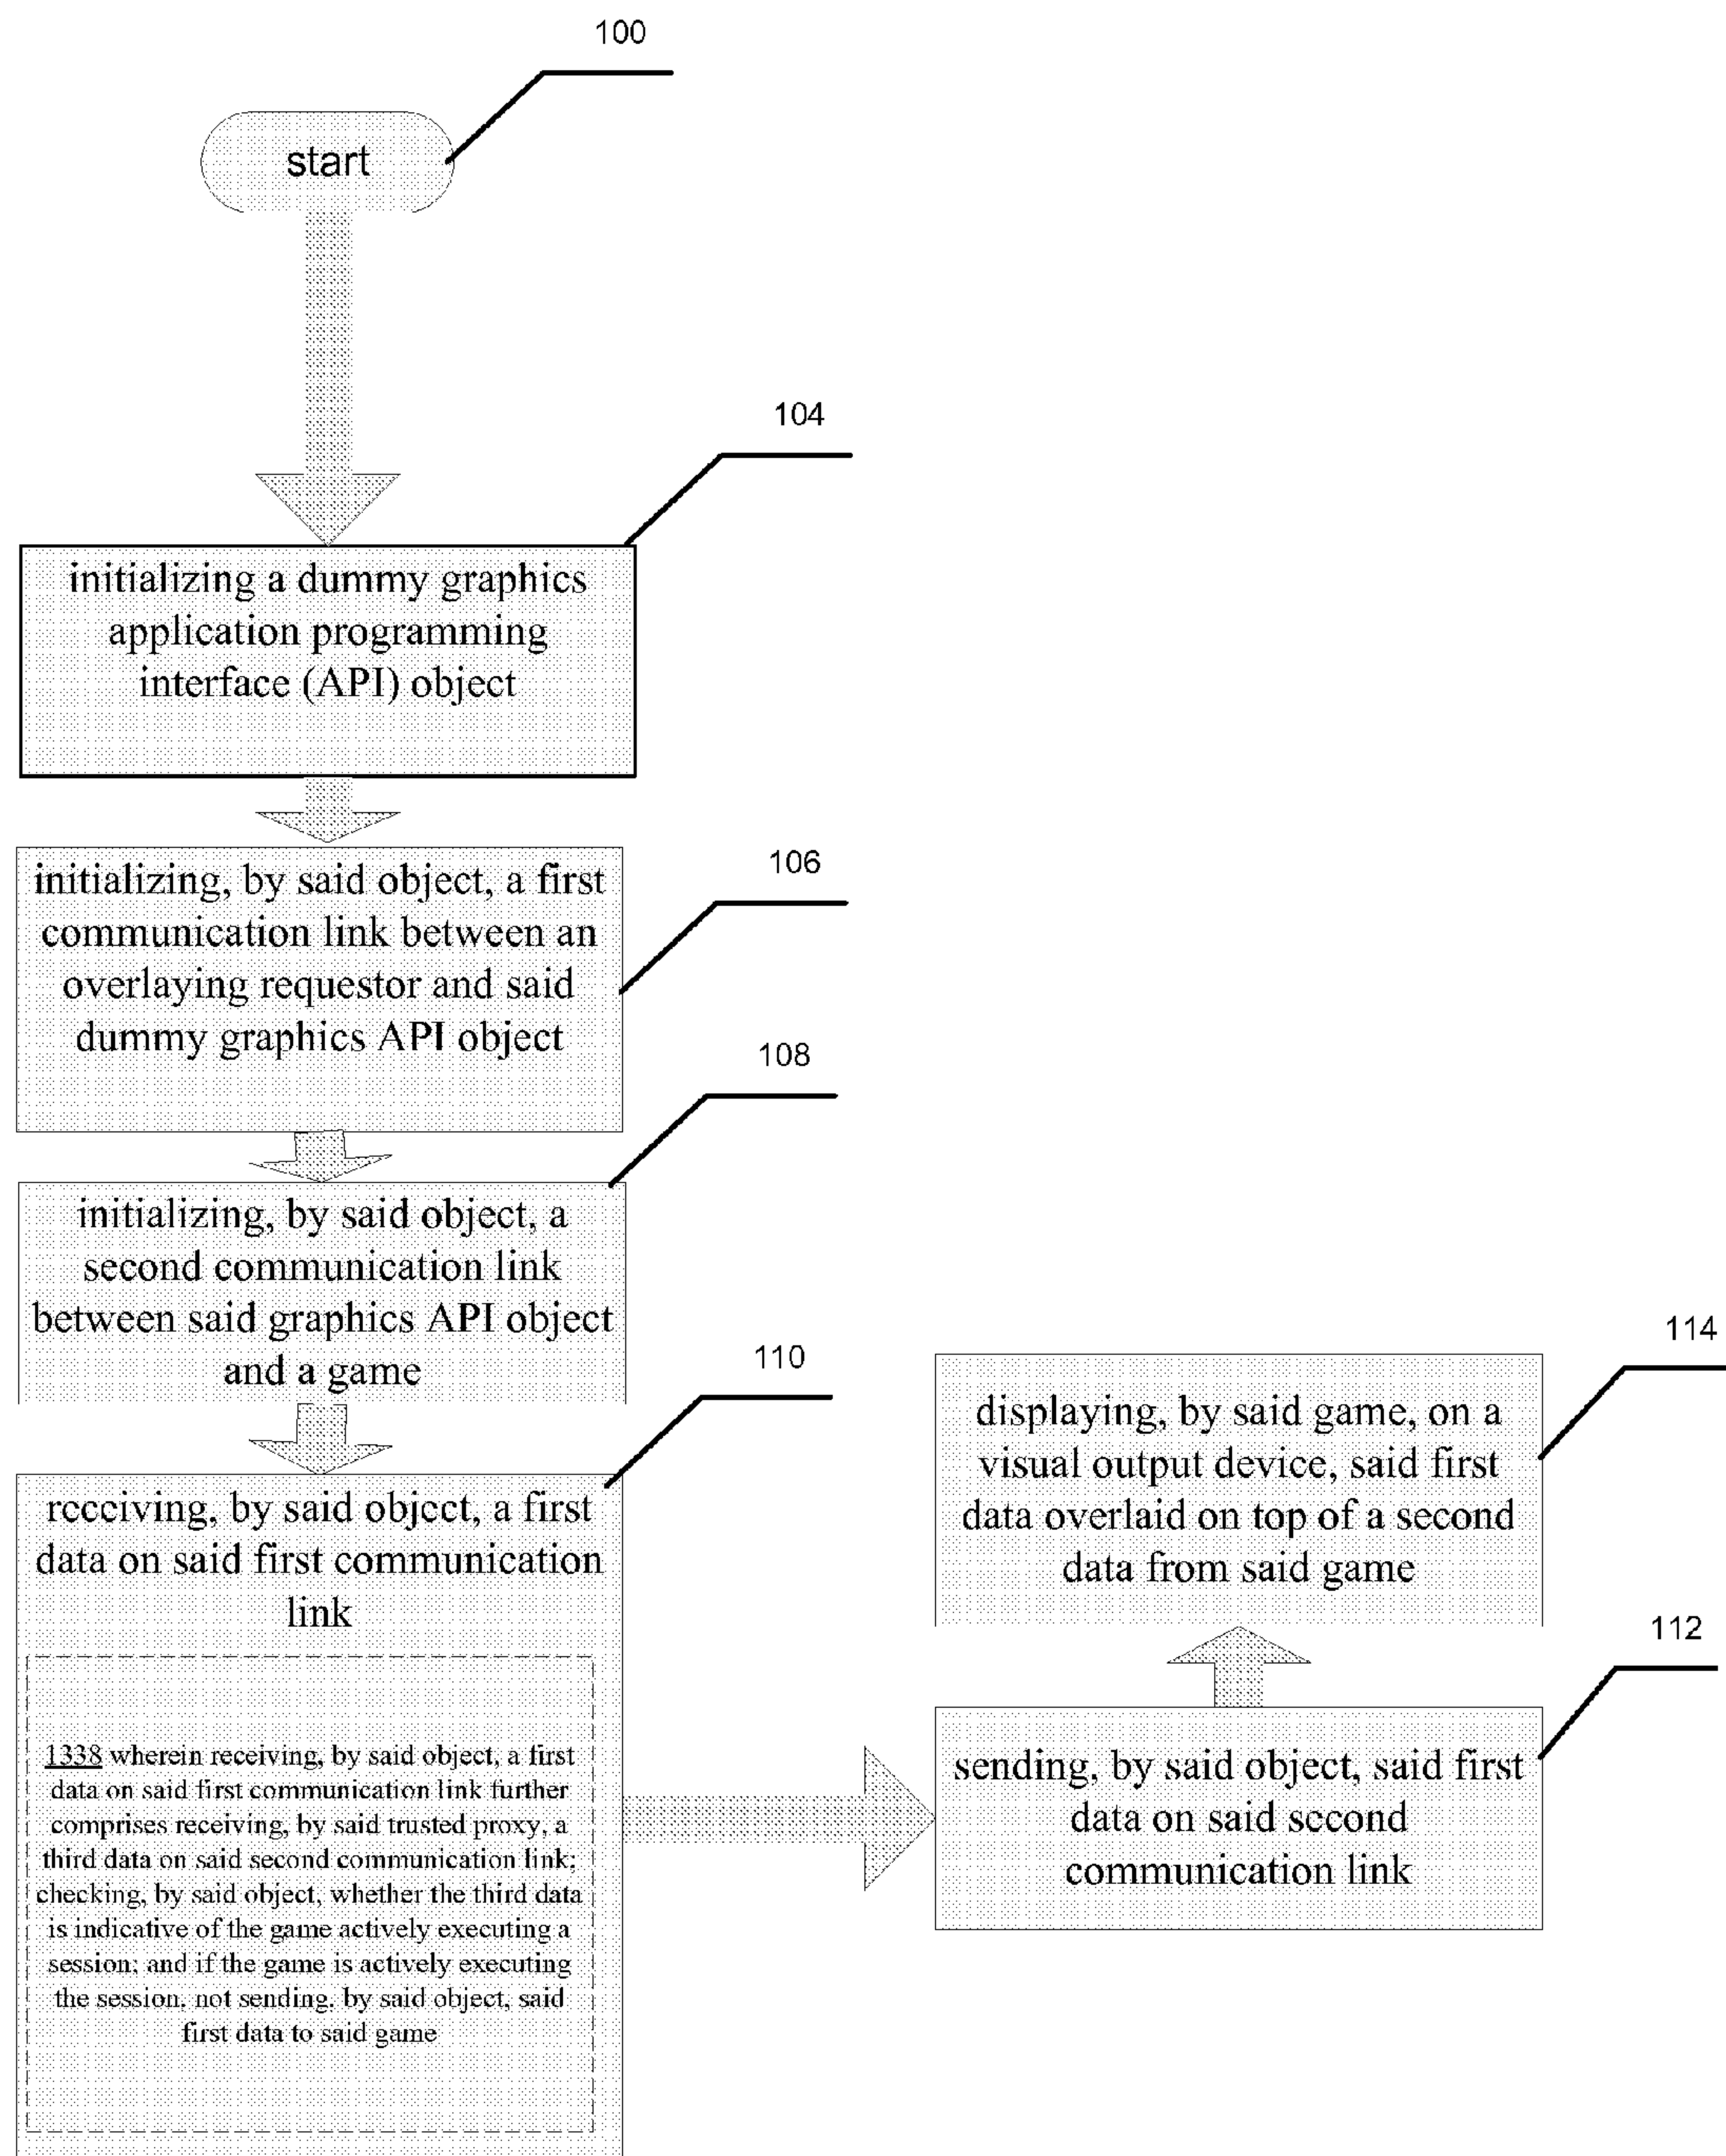 100
start
104
initializing a dummy graphics
application programming
interface (API) object
106
initializing, by said object, a first
communication link between an
overlaying requestor and said
dummy graphics API object
108
initializing, by said object, a
second communication link
between said graphics API object
and a game
110
receiving, by said object, a first
data on said first communication
link
1338 wherein receiving, by said object, a first
data on said first communication link further
comprises receiving, by said trusted proxy, a
third data on said second communication link;
checking, by said object, whether the third data
is indicative of the game actively executing a
session; and if the game is actively executing
the session, not sending, by said object, said
first data to said game
114
displaying, by said game, on a
visual output device, said first
data overlaid on top of a second
data from said game
112
sending, by said object, said first
data on said second
communication link